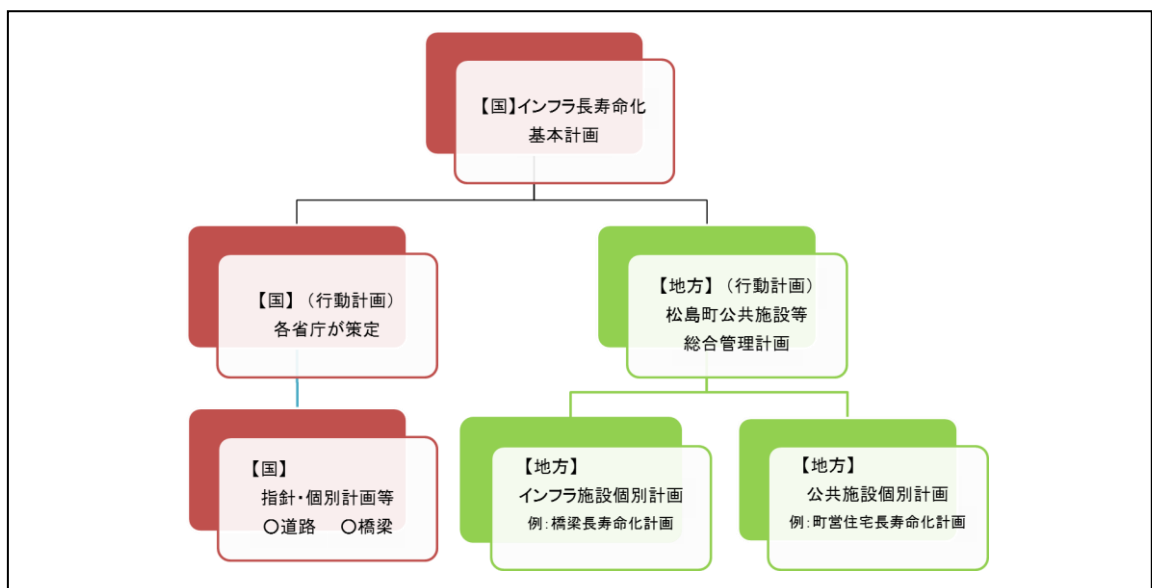 【国】インフラ長寿命化
基本計画
【国】（行動計画）
各省庁が策定
【地方】（行動計画）
松島町公共施設等
総合管理計画
【国】
指針・個別計画等
〇道路　〇橋梁
【地方】
インフラ施設個別計画
例：橋梁長寿命化計画
【地方】
公共施設個別計画
例：町営住宅長寿命化計画